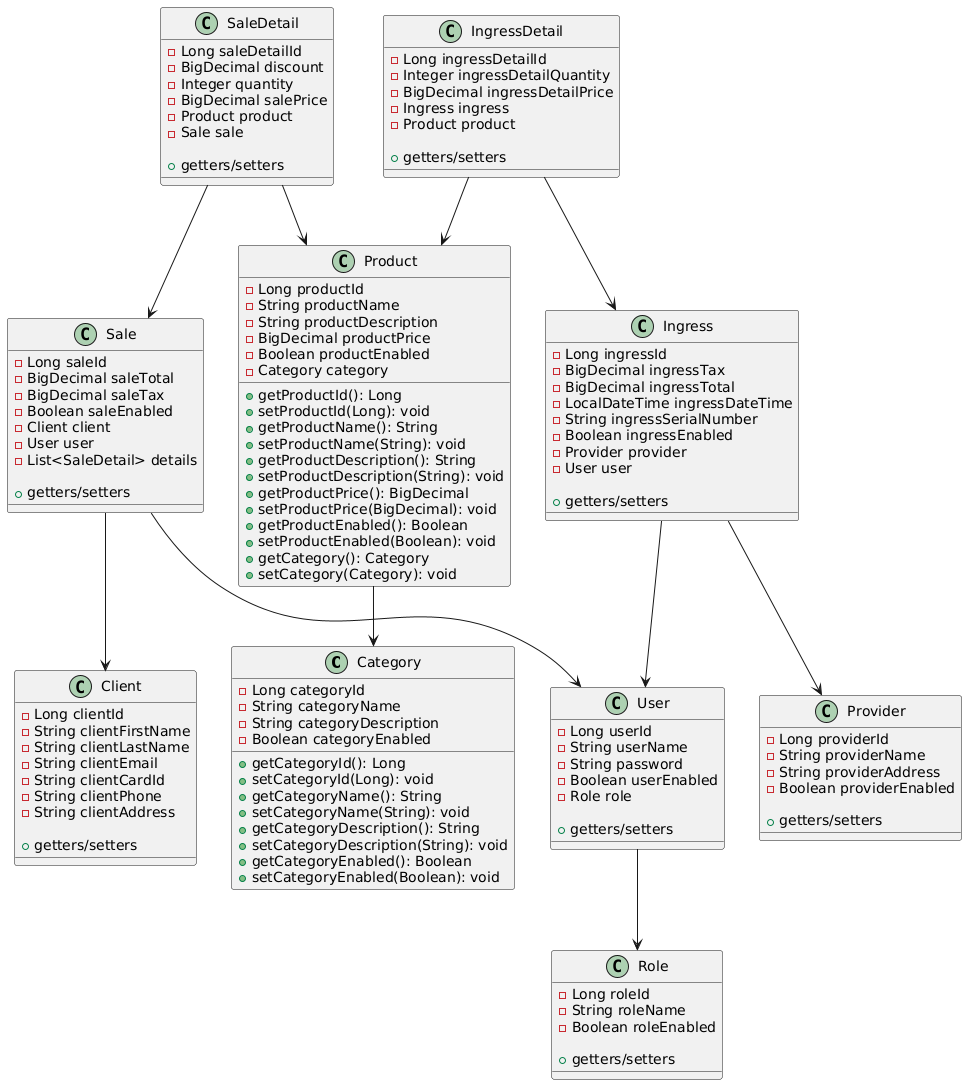 SaleDetail
Long saleDetailId
BigDecimal discount
Integer quantity
BigDecimal salePrice
Product product
Sale sale
getters/setters
IngressDetail
Long ingressDetailId
Integer ingressDetailQuantity
BigDecimal ingressDetailPrice
Ingress ingress
Product product
getters/setters
Sale
Long saleId
BigDecimal saleTotal
BigDecimal saleTax
Boolean saleEnabled
Client client
User user
List<SaleDetail> details
getters/setters
Product
Long productId
String productName
String productDescription
BigDecimal productPrice
Boolean productEnabled
Category category
getProductId(): Long
setProductId(Long): void
getProductName(): String
setProductName(String): void
getProductDescription(): String
setProductDescription(String): void
getProductPrice(): BigDecimal
setProductPrice(BigDecimal): void
getProductEnabled(): Boolean
setProductEnabled(Boolean): void
getCategory(): Category
setCategory(Category): void
Ingress
Long ingressId
BigDecimal ingressTax
BigDecimal ingressTotal
LocalDateTime ingressDateTime
String ingressSerialNumber
Boolean ingressEnabled
Provider provider
User user
getters/setters
Client
Long clientId
String clientFirstName
String clientLastName
String clientEmail
String clientCardId
String clientPhone
String clientAddress
getters/setters
Category
Long categoryId
String categoryName
String categoryDescription
Boolean categoryEnabled
getCategoryId(): Long
setCategoryId(Long): void
getCategoryName(): String
setCategoryName(String): void
getCategoryDescription(): String
setCategoryDescription(String): void
getCategoryEnabled(): Boolean
setCategoryEnabled(Boolean): void
User
Long userId
String userName
String password
Boolean userEnabled
Role role
getters/setters
Provider
Long providerId
String providerName
String providerAddress
Boolean providerEnabled
getters/setters
Role
Long roleId
String roleName
Boolean roleEnabled
getters/setters